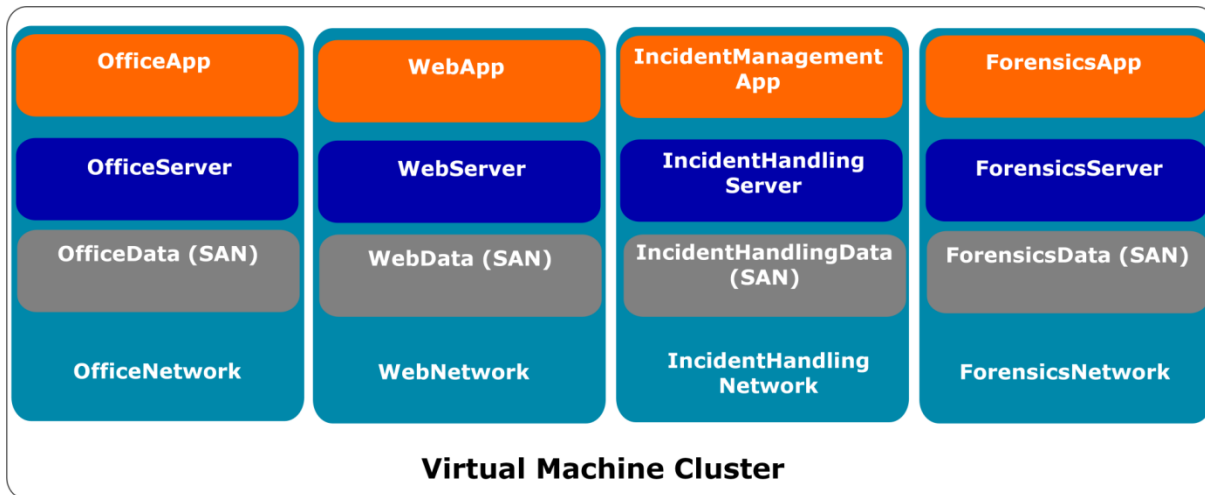 OfficeApp
WebApp
IncidentManagement
App
ForensicsApp
OfficeServer
WebServer
IncidentHandling
Server
ForensicsServer
OfficeData (SAN)
WebData (SAN)
IncidentHandlingData
(SAN)
ForensicsData (SAN)
OfficeNetwork
WebNetwork
IncidentHandling
Network
ForensicsNetwork
Virtual Machine Cluster